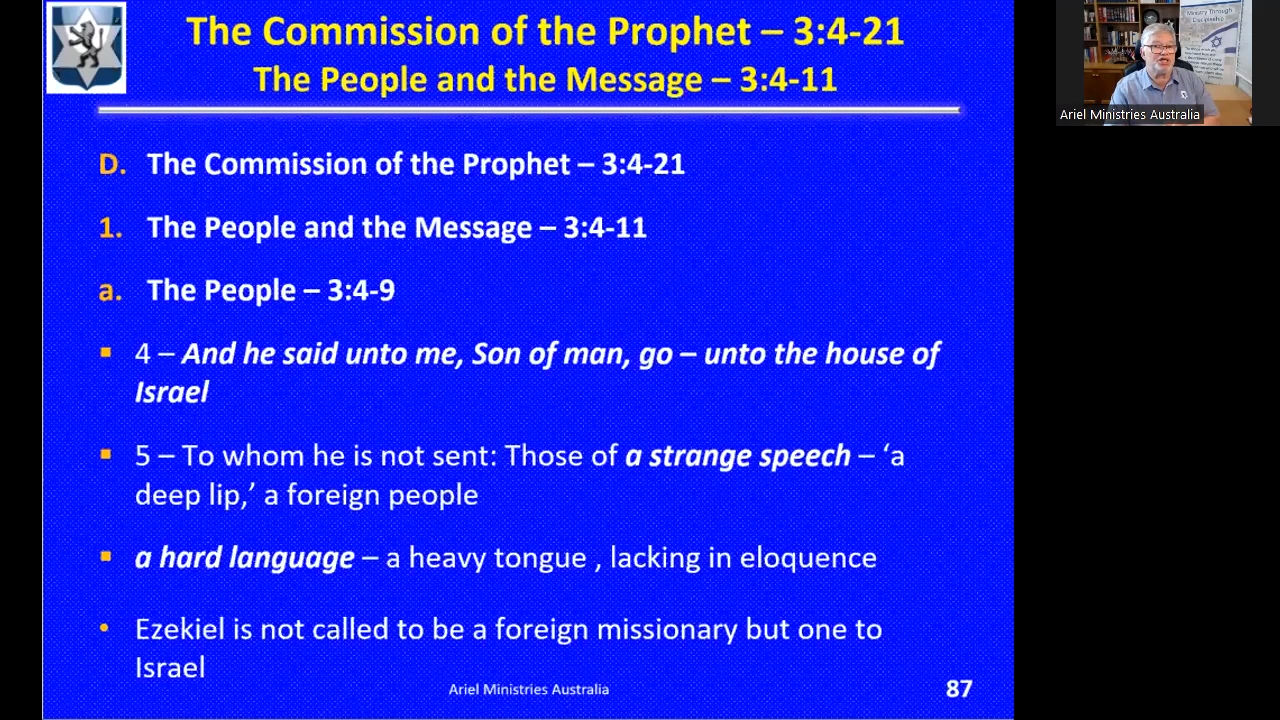 The Commission of the Prophet – 3:4-21
The People and the Message – 3:4-11
D. The Commission of the Prophet – 3:4-21
1. The People and the Message – 3:4-11
a. The People – 3:4-9
4 – And he said unto me, Son of man, go – unto the house of
Israel
5 – To whom he is not sent: Those of a strange speech – ‘a
deep lip,’ a foreign people
a hard language – a heavy tongue , lacking in eloquence
Ezekiel is not called to be a foreign missionary but one to
Israel
Ariel Ministries Australia
87
Ministry Through
Discipleship
Ariel Ministries Australia